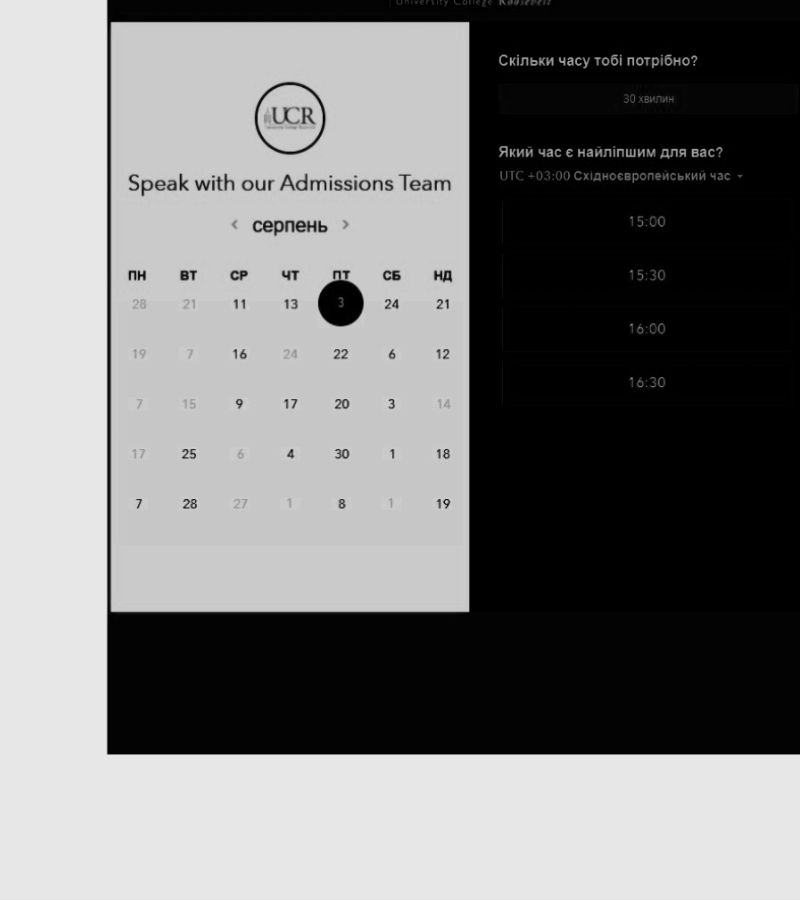 University College Roosevelt
UCR
Speak with our Admissions Team
< серпень >
ПН ВТ СР ЧТ ПТ СБ НД
28 21 11 13 3 24 21
19 7 16 24 22 6 12
7 15 9 17 20 3 14
17 25 6 4 30 1 18
7 28 27 1 8 1 19
Скільки часу тобі потрібно?
30 хвилин
Який час є найліпшим для вас?
UTC +03:00 Східноєвропейський час
15:00
15:30
16:00
16:30